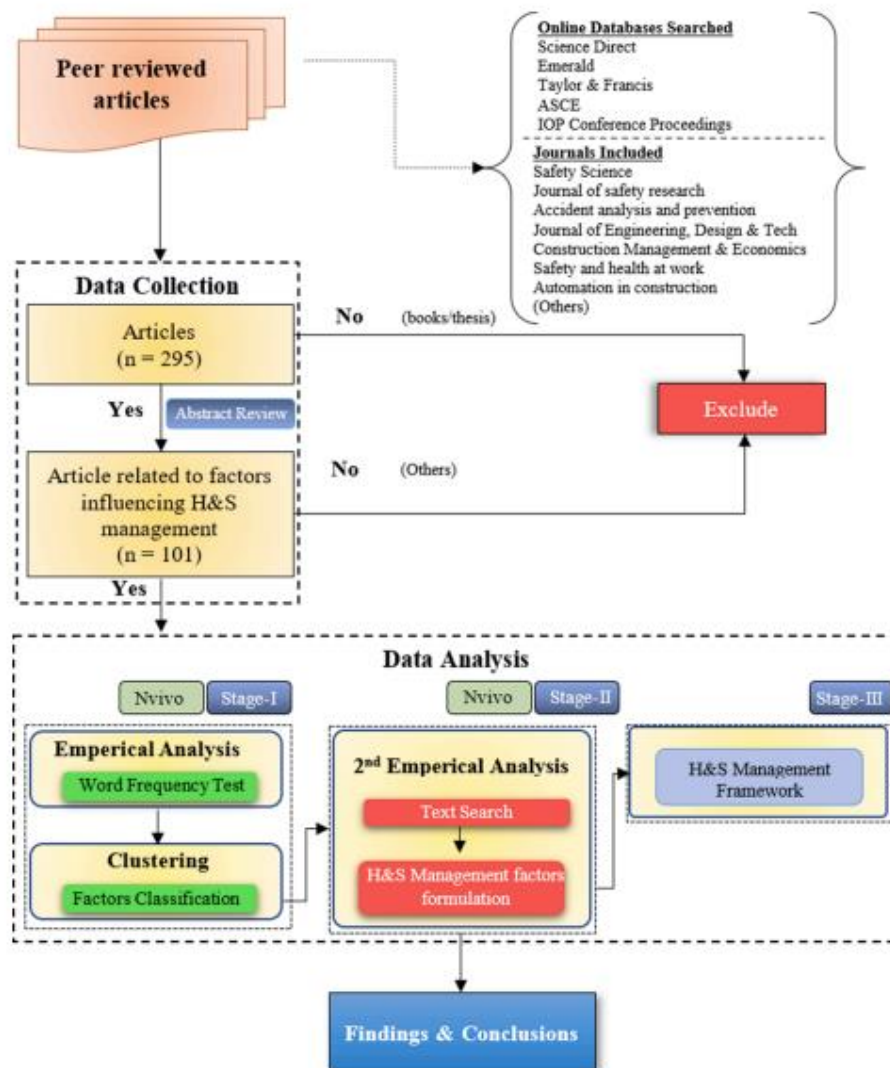 Peer reviewed
articles
Online Databases Searched
Science Direct
Emerald
Taylor & Francis
ASCE
IOP Conference Proceedings
Journals Included
Safety Science
Journal of safety research
Accident analysis and prevention
Journal of Engineering, Design & Tech
Construction Management & Economics
Safety and health at work
Automation in construction
(Others)
Data Collection
Articles
(n = 295)
No (books/thesis)
Exclude
Yes
Abstract Review
Article related to factors
influencing H&S
management
(n = 101)
No (Others)
Yes
Data Analysis
Nvivo Stage-I
Emperical Analysis
Word Frequency Test
Clustering
Factors Classification
Nvivo Stage-II
2nd Emperical Analysis
Text Search
H&S Management factors
formulation
Stage-III
H&S Management
Framework
Findings & Conclusions